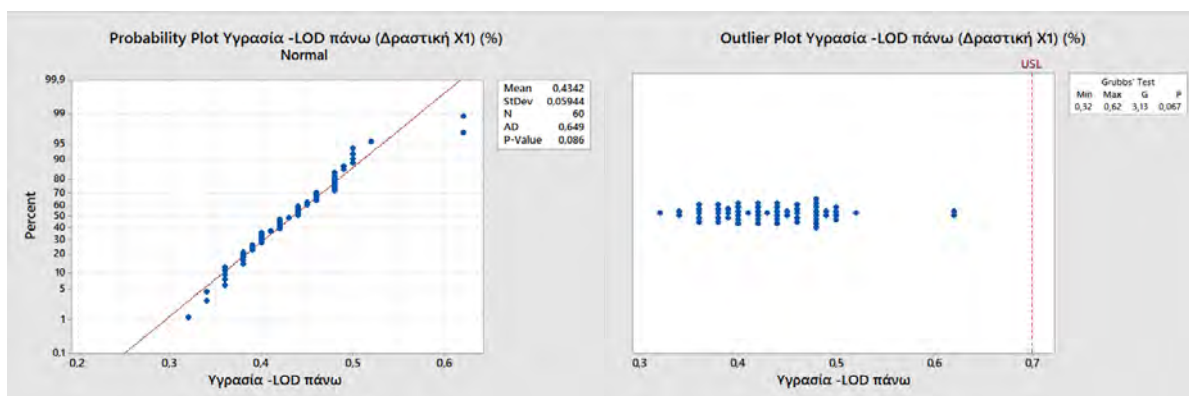 Probability Plot Υγρασία -LOD πάνω (Δραστική X1) (%)
Normal
99,9
99
95
90
80
70
60
50
40
30
20
10
5
1
0,1
Percent
0,2
0,3
0,4
0,5
0,6
Υγρασία -LOD πάνω
Mean 0,4342
StDev 0,05944
N 60
AD 0,649
P-Value 0,086
Outlier Plot Υγρασία -LOD πάνω (Δραστική X1) (%)
USL
Grubbs' Test
Min Max G P
0,32 0,62 3,13 0,067
0,3
0,4
0,5
0,6
0,7
Υγρασία -LOD πάνω